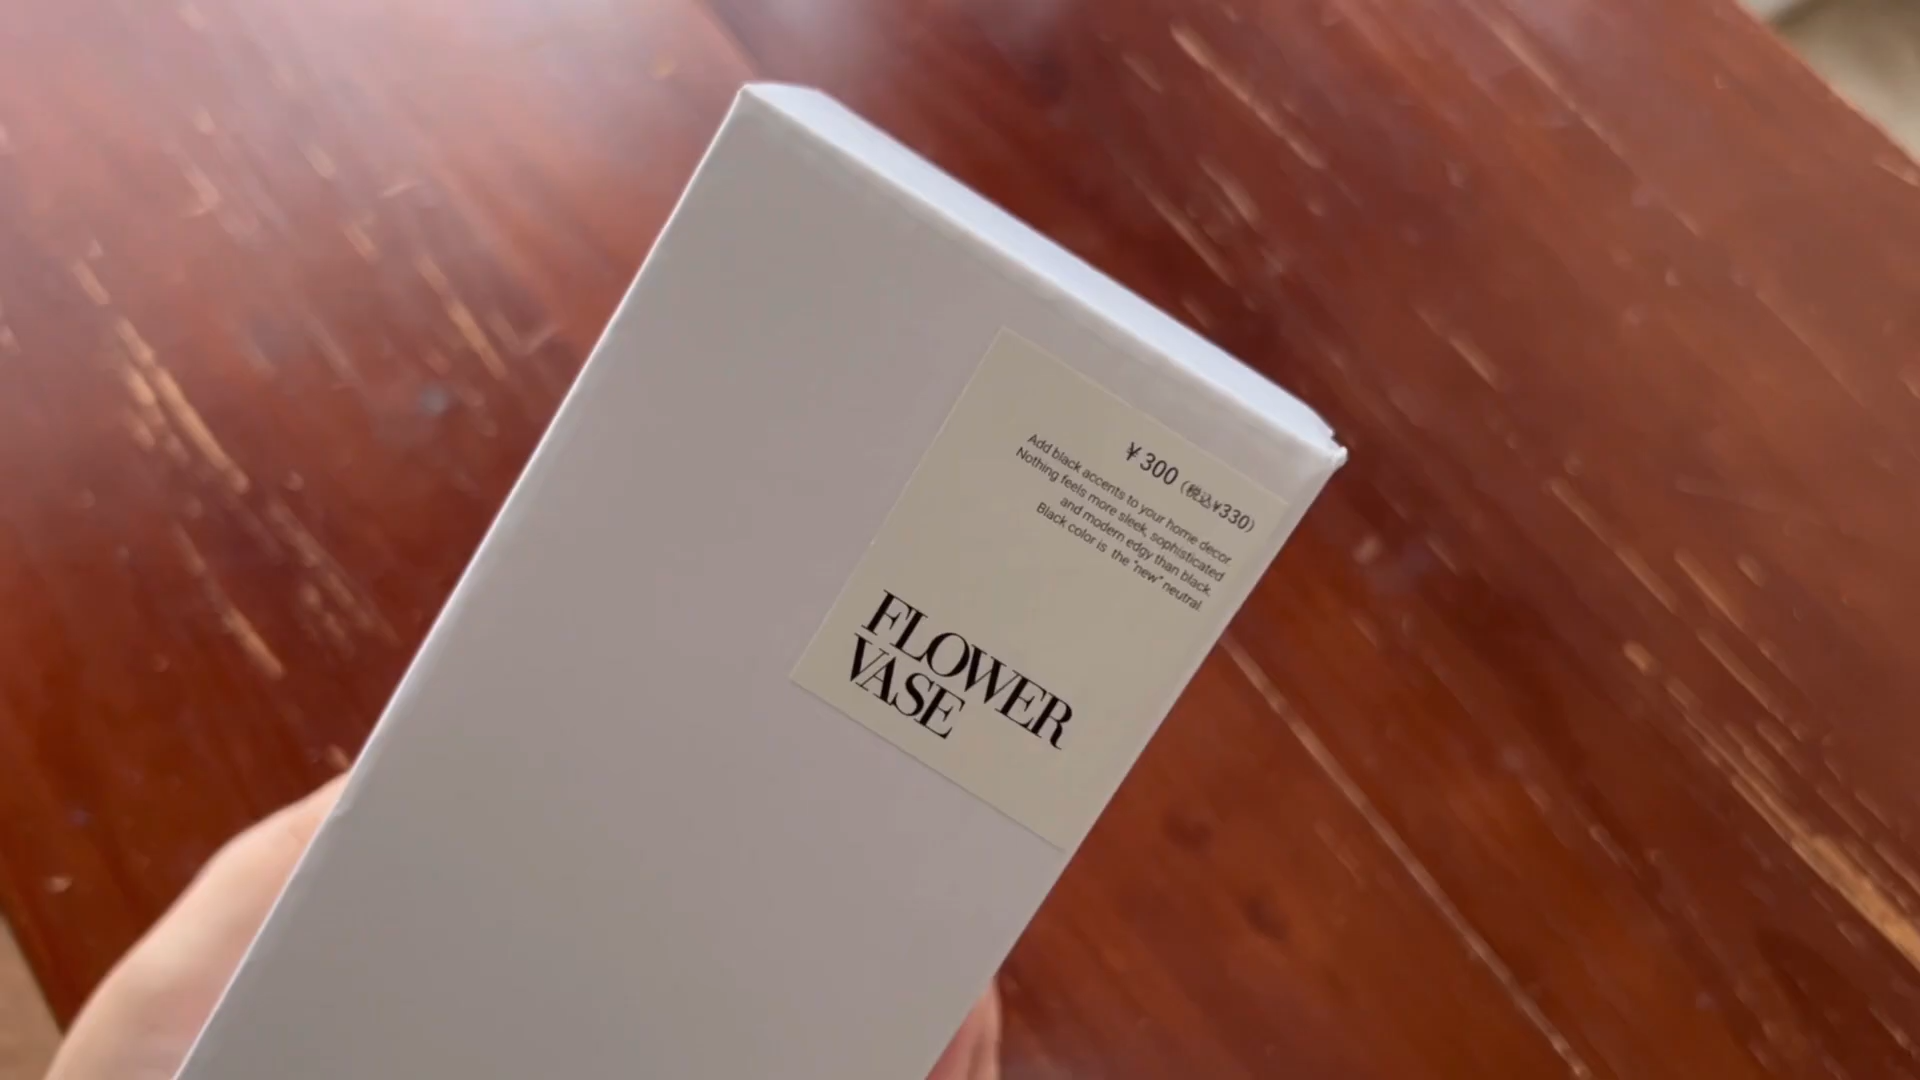 ¥300 (税込¥330)
Add black accents to your home decor
Nothing feels more sleek, sophisticated
and modern edgy than black.
Black color is the "new" neutral.
FLOWER
VASE